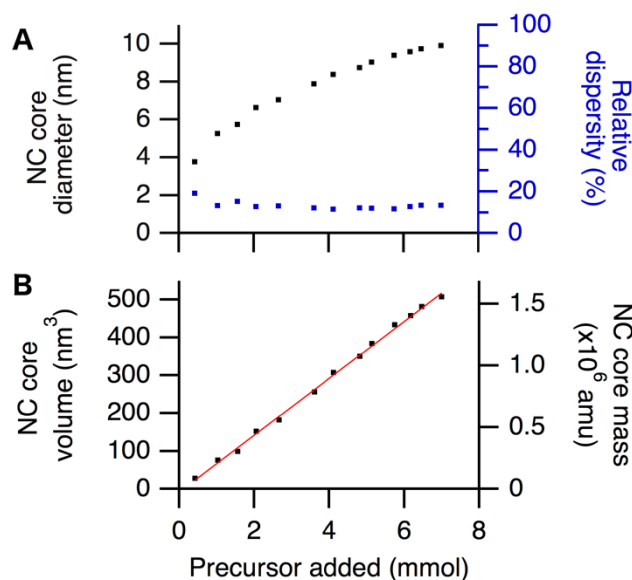 A
NC core
diameter (nm)
10
8
6
4
2
0
100
80
60
40
20
0
Relative
dispersity (%)
B
NC core
volume (nm³)
500
400
300
200
100
0
1.5
1.0
0.5
0
NC core mass
(x10⁶ amu)
0 2 4 6 8
Precursor added (mmol)